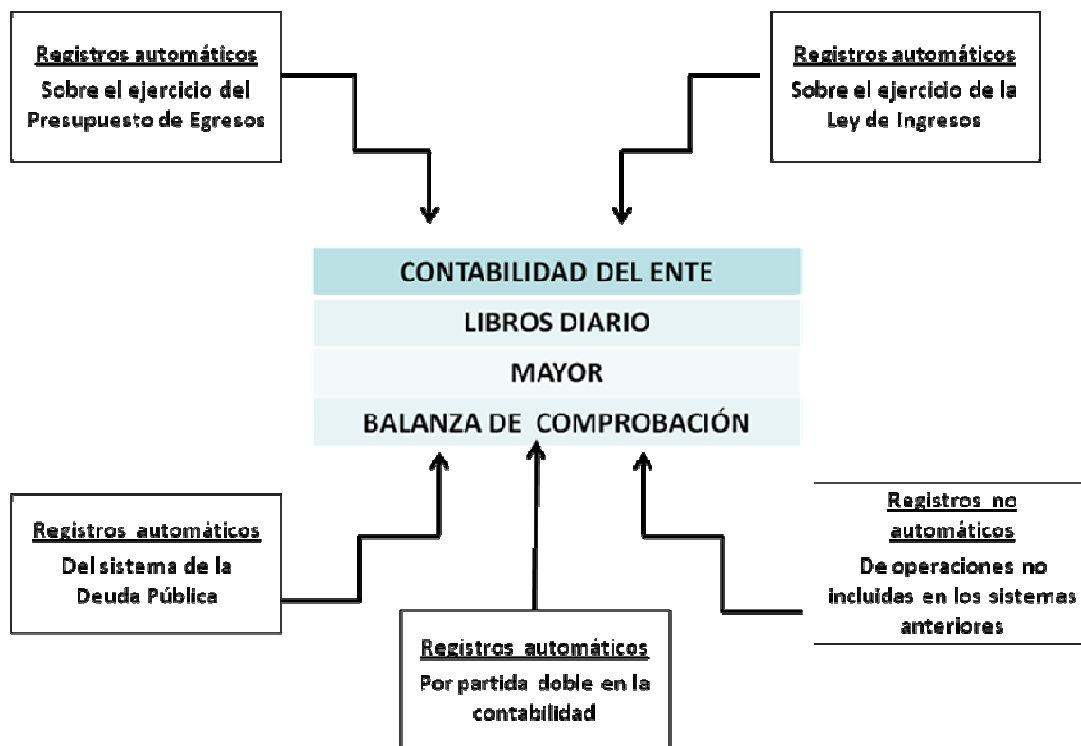 Registros automáticos
Sobre el ejercicio del
Presupuesto de Egresos
Registros automáticos
Sobre el ejercicio de la
Ley de Ingresos
CONTABILIDAD DEL ENTE
LIBROS DIARIO
MAYOR
BALANZA DE COMPROBACIÓN
Registros automáticos
Del sistema de la
Deuda Pública
Registros automáticos
Por partida doble en la
contabilidad
Registros no
automáticos
De operaciones no
incluidas en los sistemas
anteriores